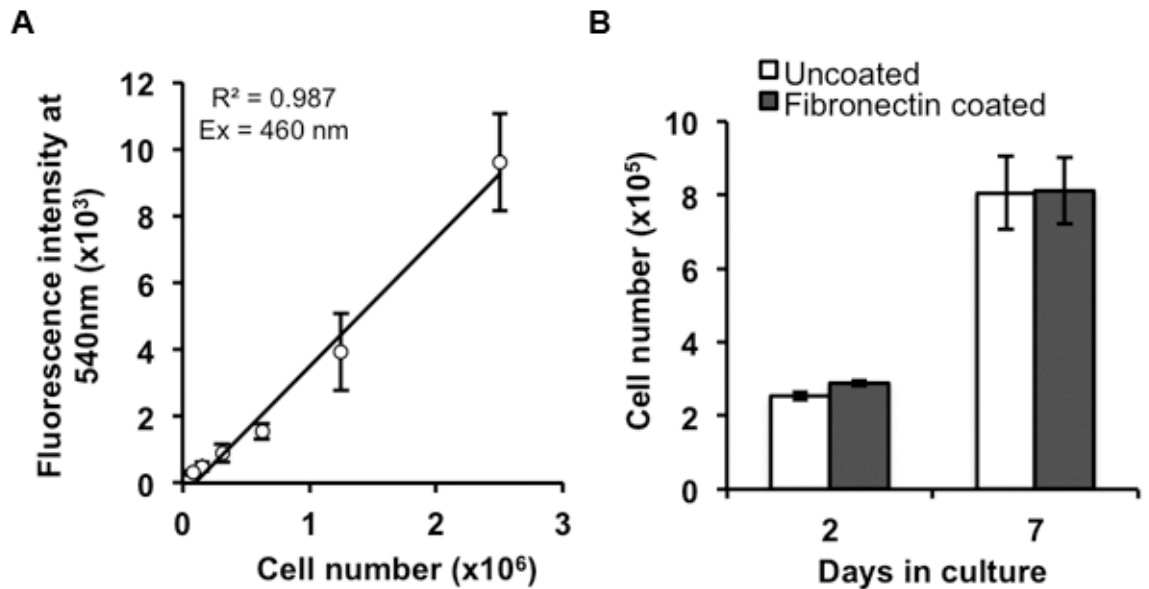 A
R² = 0.987
Ex = 460 nm
Fluorescence intensity at
540nm (x10³)
12
10
8
6
4
2
0
0 1 2 3
Cell number (x10⁶)
B
Uncoated
Fibronectin coated
Cell number (x10⁵)
10
8
6
4
2
0
2 7
Days in culture